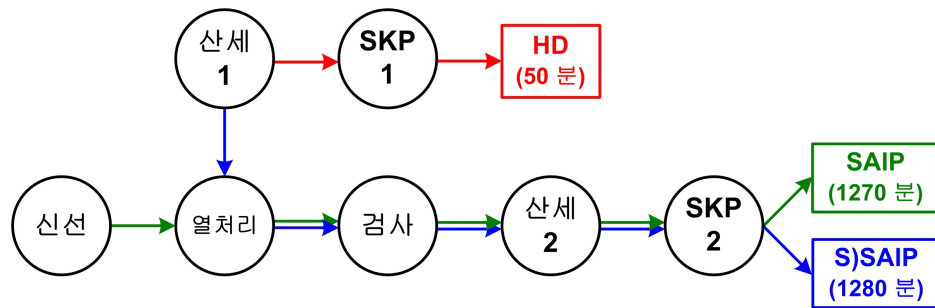 산세
1
SKP
1
HD
(50 분)
신선
열처리
검사
산세
2
SKP
2
SAIP
(1270 분)
S)SAIP
(1280 분)